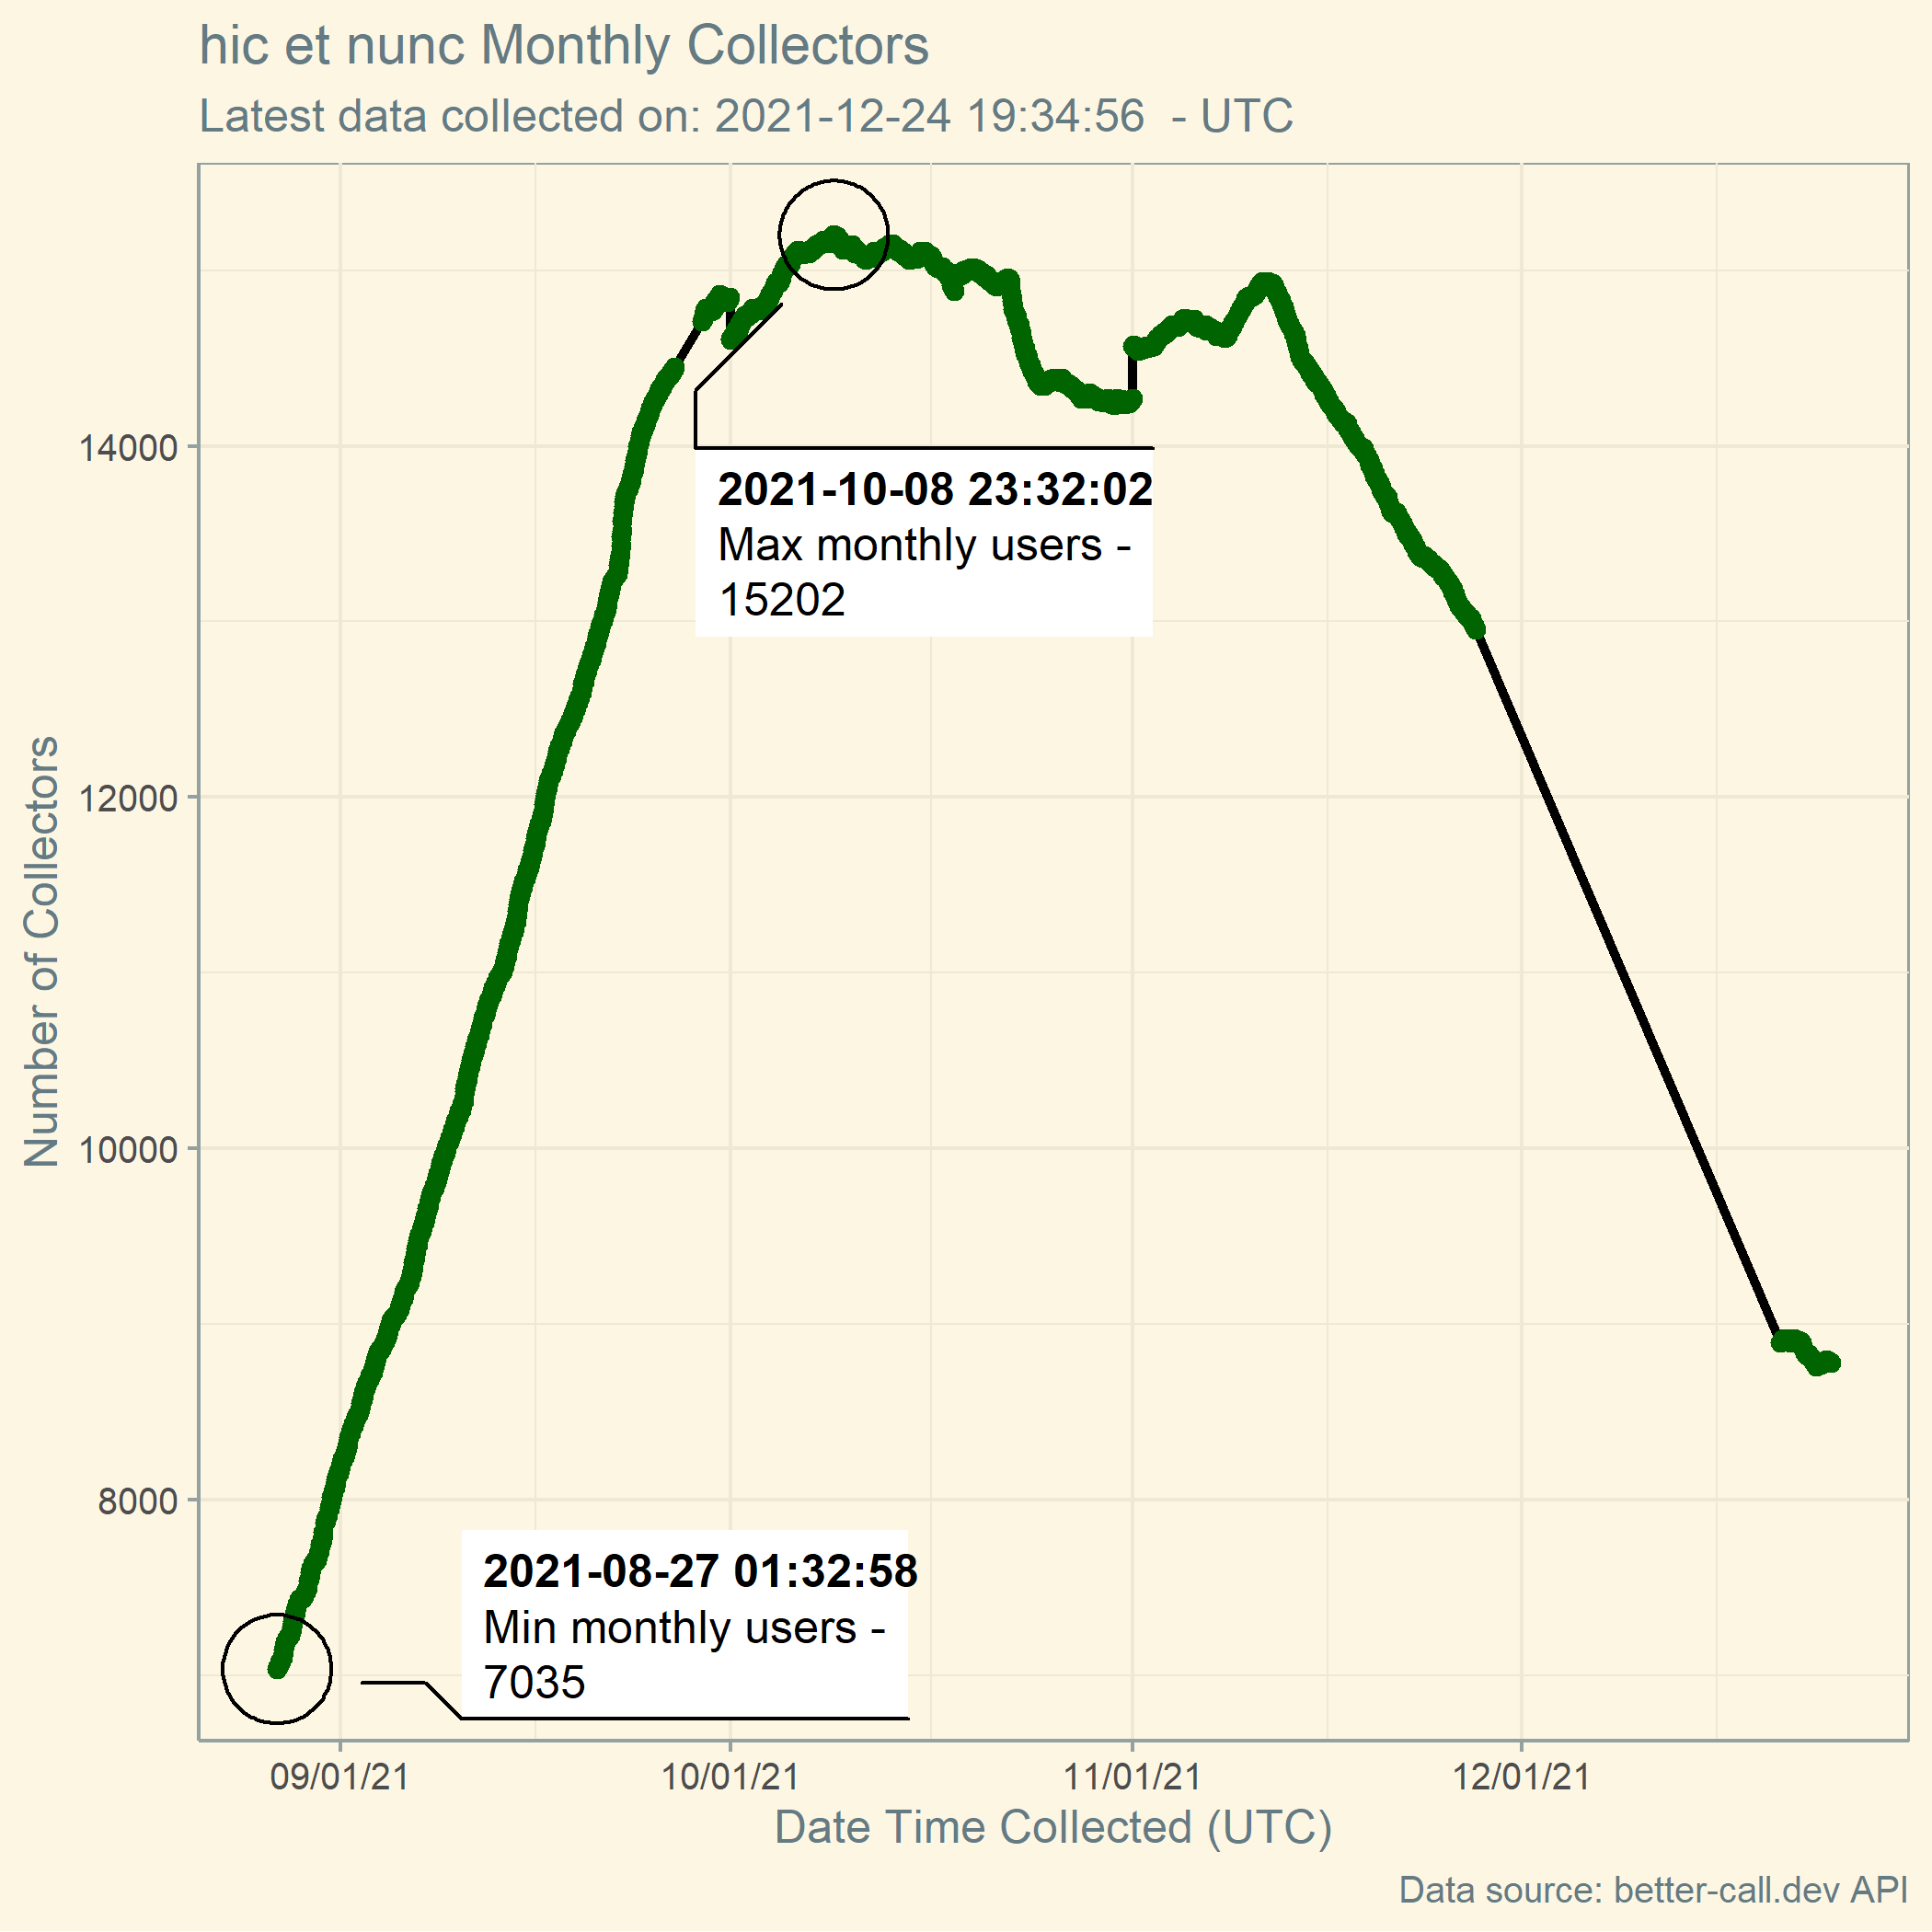 hic et nunc Monthly Collectors
Latest data collected on: 2021-12-24 19:34:56  - UTC
Number of Collectors
14000
12000
10000
8000
2021-10-08 23:32:02
Max monthly users -
15202
2021-08-27 01:32:58
Min monthly users -
7035
09/01/21 10/01/21 11/01/21 12/01/21
Date Time Collected (UTC)
Data source: better-call.dev API